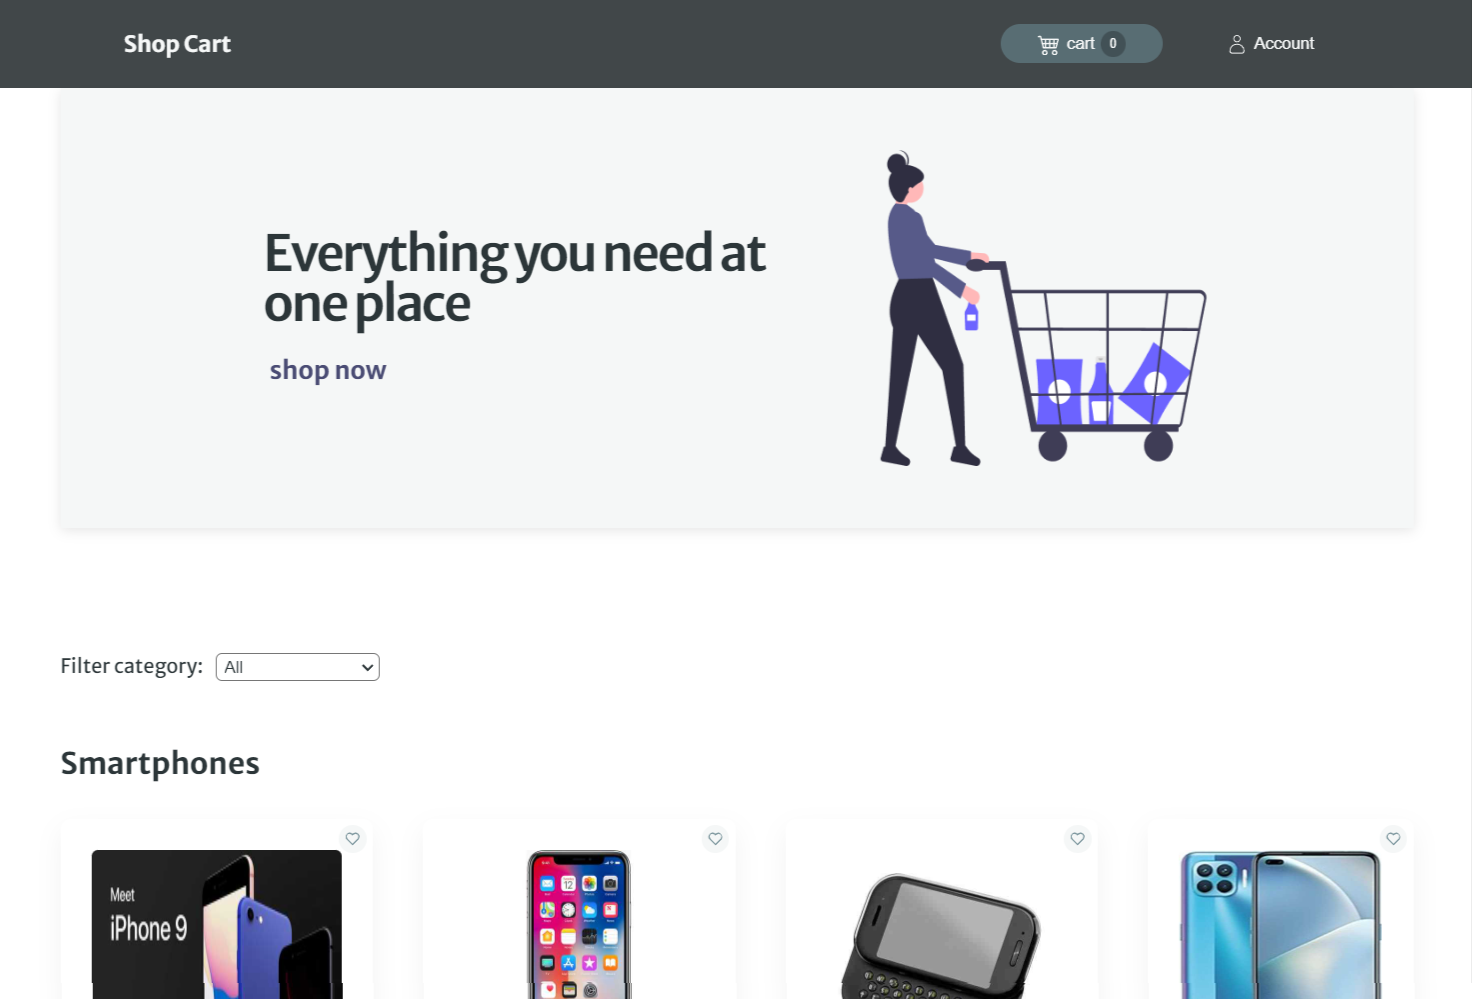 Shop Cart
cart 0
Account
Everything you need at
one place
shop now
Filter category: All
Smartphones
Meet
iPhone 9
12